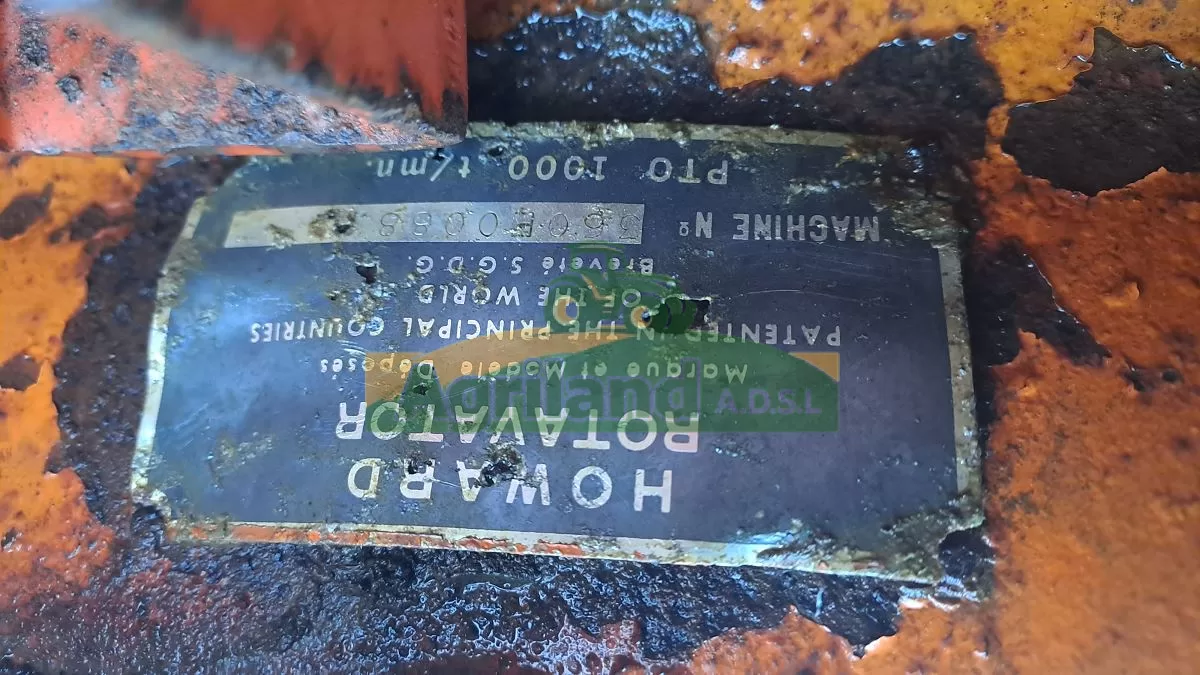 HOWARD
ROTAVATOR
Marque et Modèle Déposés
PATENTED IN THE PRINCIPAL COUNTRIES
OF THE WORLD
Breveté S.G.D.G.
MACHINE Nº
PTO 1000 t/mn.
Agriland A.D.S.L